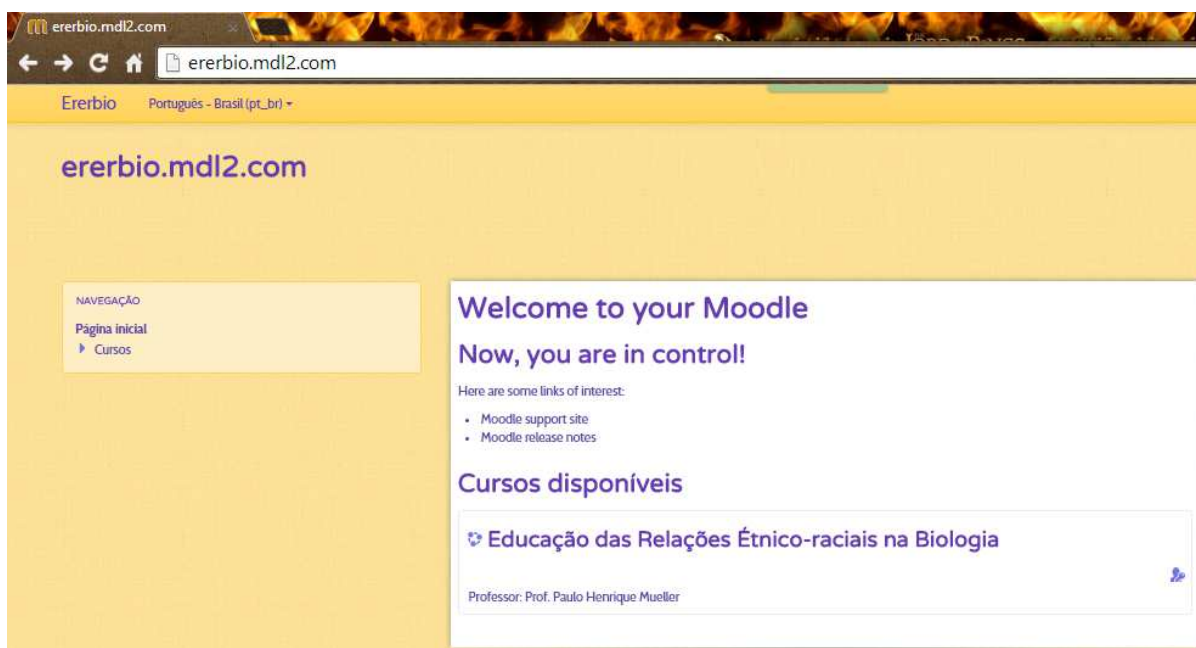 ererbio.mdl2.com
ererbio.mdl2.com
Ererbio Português - Brasil (pt_br)
ererbio.mdl2.com
NAVEGAÇÃO
Página inicial
Cursos
Welcome to your Moodle
Now, you are in control!
Here are some links of interest:
• Moodle support site
• Moodle release notes
Cursos disponíveis
Educação das Relações Étnico-raciais na Biologia
Professor: Prof. Paulo Henrique Mueller